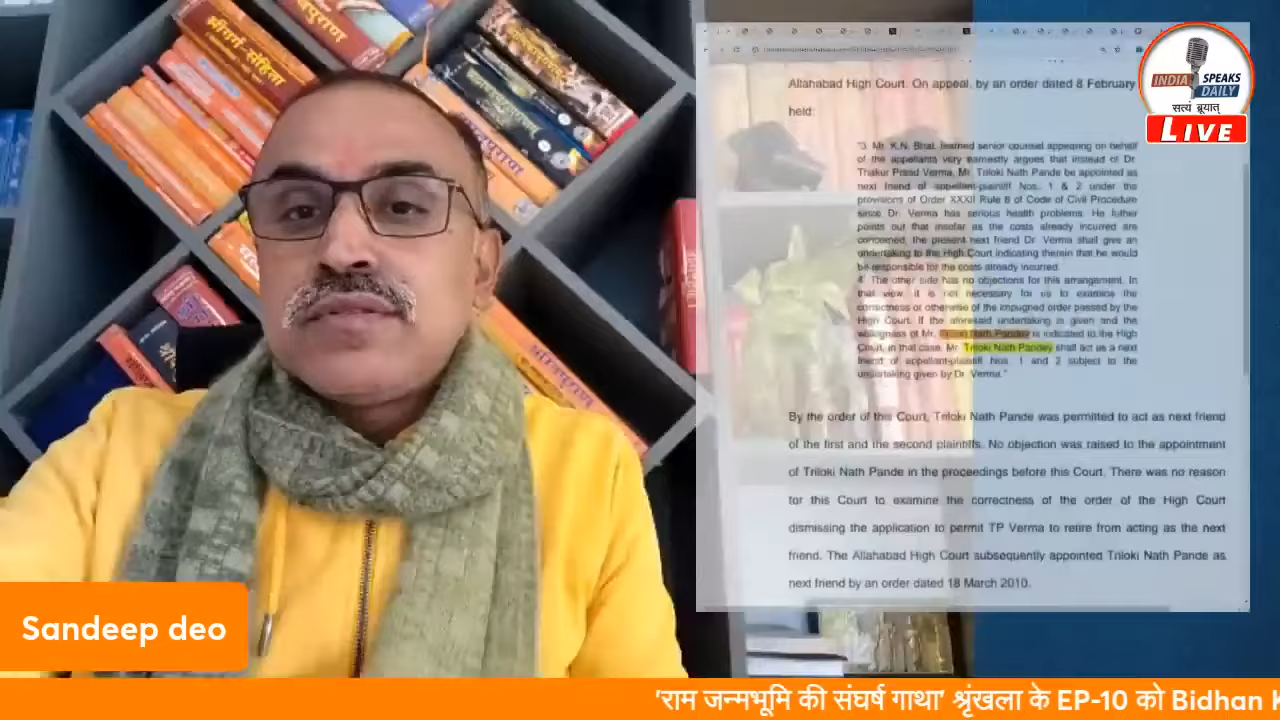 भीगर्ग-संहिता
Allahabad High Court. On appeal, by an order dated 8 February
held:
"3. Mr. K.N. Bhat, learned senior counsel appearing on behalf
of the appellants very earnestly argues that instead of Dr.
Thakur Prasd Verma, Mr. Triloki Nath Pande be appointed as
next friend of appellant-plaintiff Nos. 1 & 2 under the
provisions of Order XXXII Rule 8 of Code of Civil Procedure
since Dr. Verma has serious health problems. He futher
points out that insofar as the costs already incurred are
concerned, the present next friend Dr. Verma shall give an
undertaking to the High Court indicating therein that he would
be responsible for the costs already incurred.
4. The other side has no objections for this arrangement. In
that view, it is not necessary for us to examine the
correctness or otherwise of the impugned order passed by the
High Court. If the aforesaid undertaking is given and the
willingness of Mr. Triloki Nath Pandey is indicated to the High
Court, in that case, Mr. Triloki Nath Pandey shall act as a next
friend of appellant-plaintiff Nos. 1 and 2 subject to the
undertaking given by Dr. Verma."
By the order of this Court, Triloki Nath Pande was permitted to act as next friend
of the first and the second plaintiffs. No objection was raised to the appointment
of Triloki Nath Pande in the proceedings before this Court. There was no reason
for this Court to examine the correctness of the order of the High Court
dismissing the application to permit TP Verma to retire from acting as the next
friend. The Allahabad High Court subsequently appointed Triloki Nath Pande as
next friend by an order dated 18 March 2010.
INDIA SPEAKS
DAILY
सत्यं ब्रूयात्
LIVE
Sandeep deo
'राम जन्मभूमि की संघर्ष गाथा' श्रृंखला के EP-10 को Bidhan